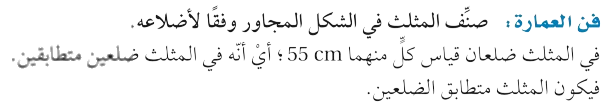 فن العمارة: صنِّف المثلث في الشكل المجاور وفقًا لأضلاعه.
في المثلث ضلعان قياس كلٍّ منهما 55 cm؛ أيْ أنّه في المثلث ضلعين متطابقين.
فيكون المثلث متطابق الضلعين.